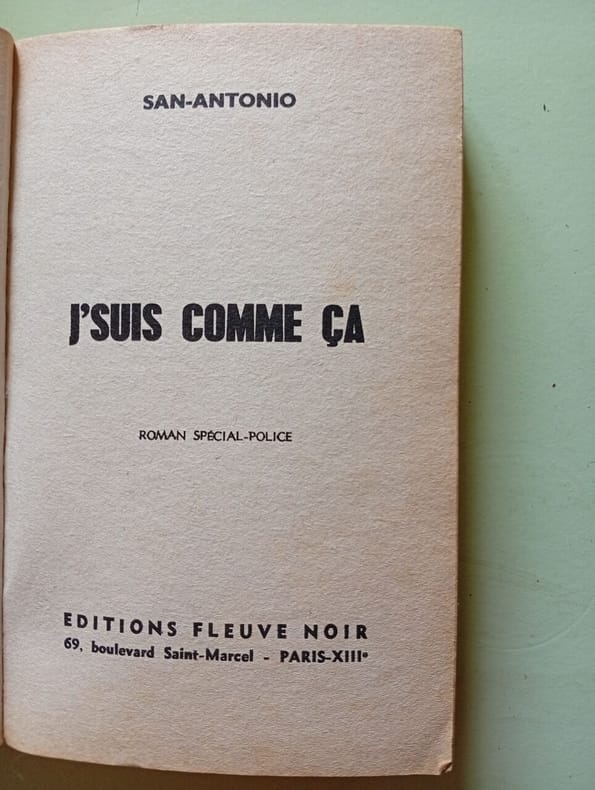 SAN-ANTONIO
J'SUIS COMME ÇA
ROMAN SPÉCIAL-POLICE
EDITIONS FLEUVE NOIR
69, boulevard Saint-Marcel - PARIS-XIIIᵉ